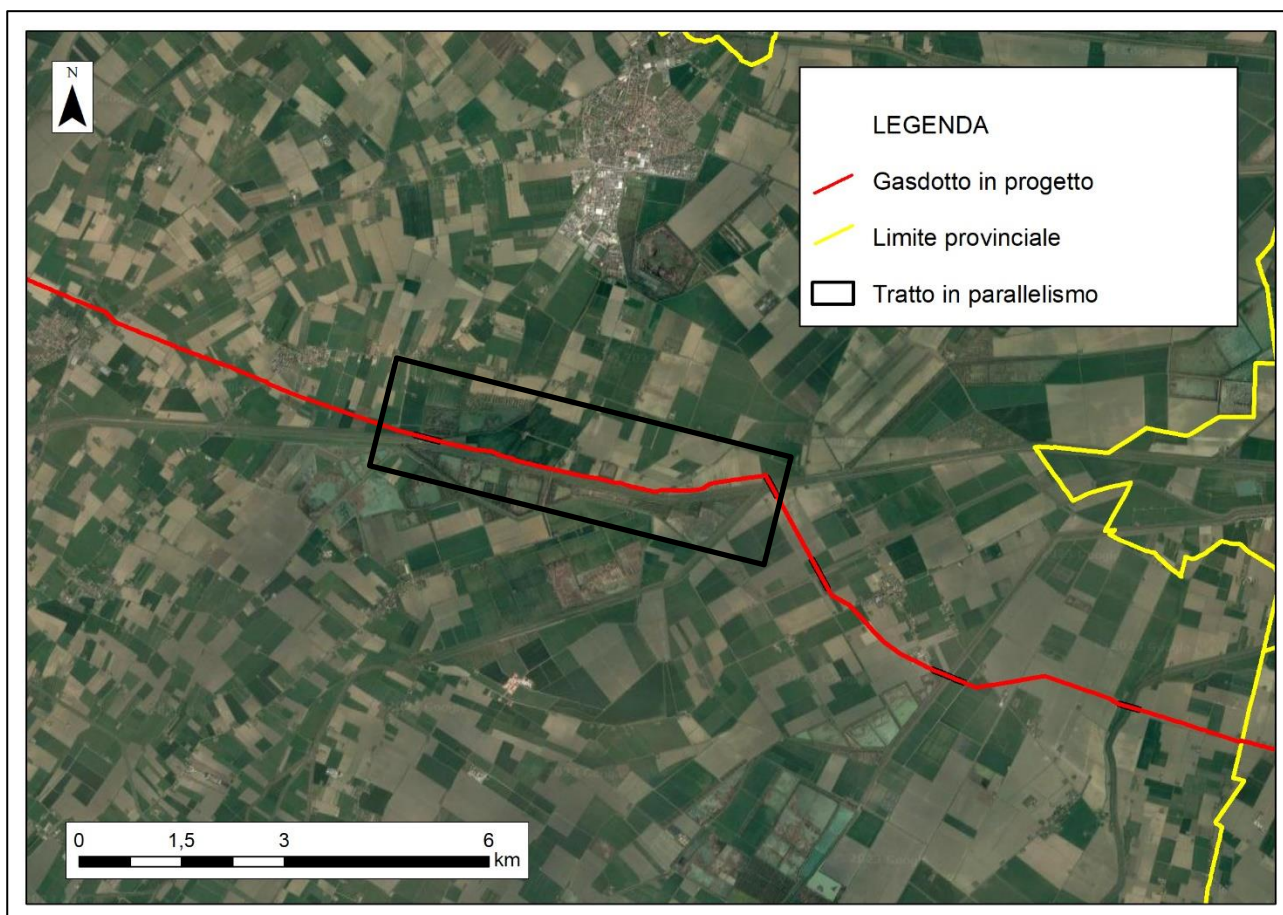 N
LEGENDA
Gasdotto in progetto
Limite provinciale
Tratto in parallelismo
0 1,5 3 6
km